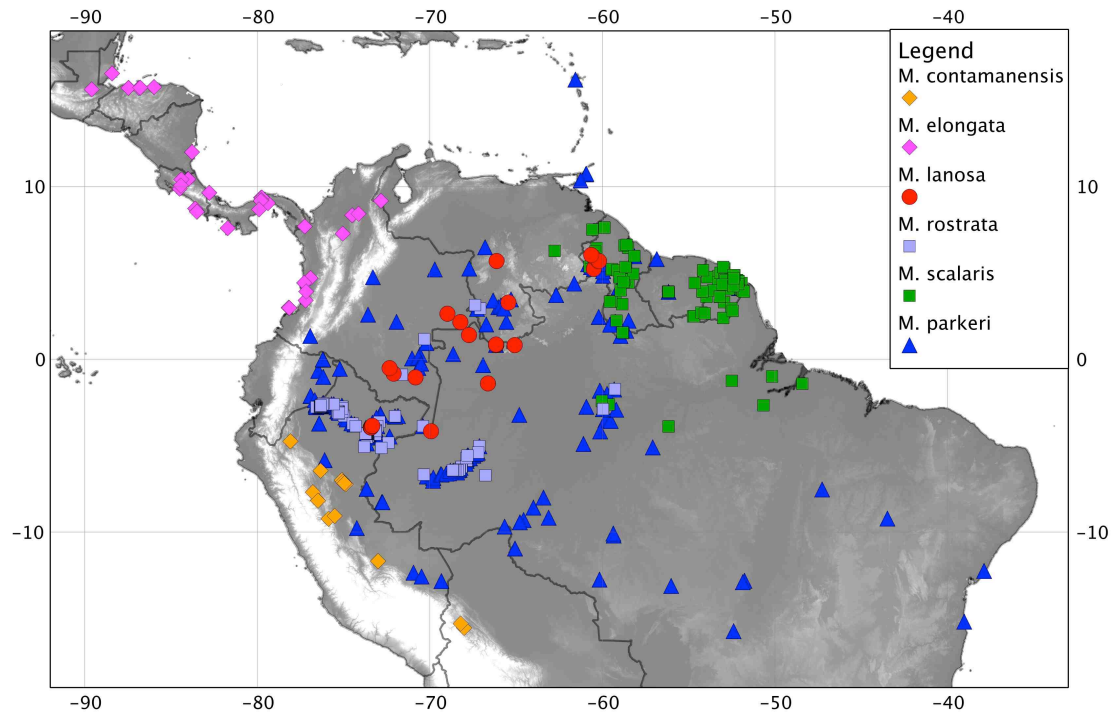 −90 −80 −70 −60 −50 −40
Legend
M. contamanensis
M. elongata
M. lanosa
M. rostrata
M. scalaris
M. parkeri
10 10
0 0
−10 −10
−90 −80 −70 −60 −50 −40